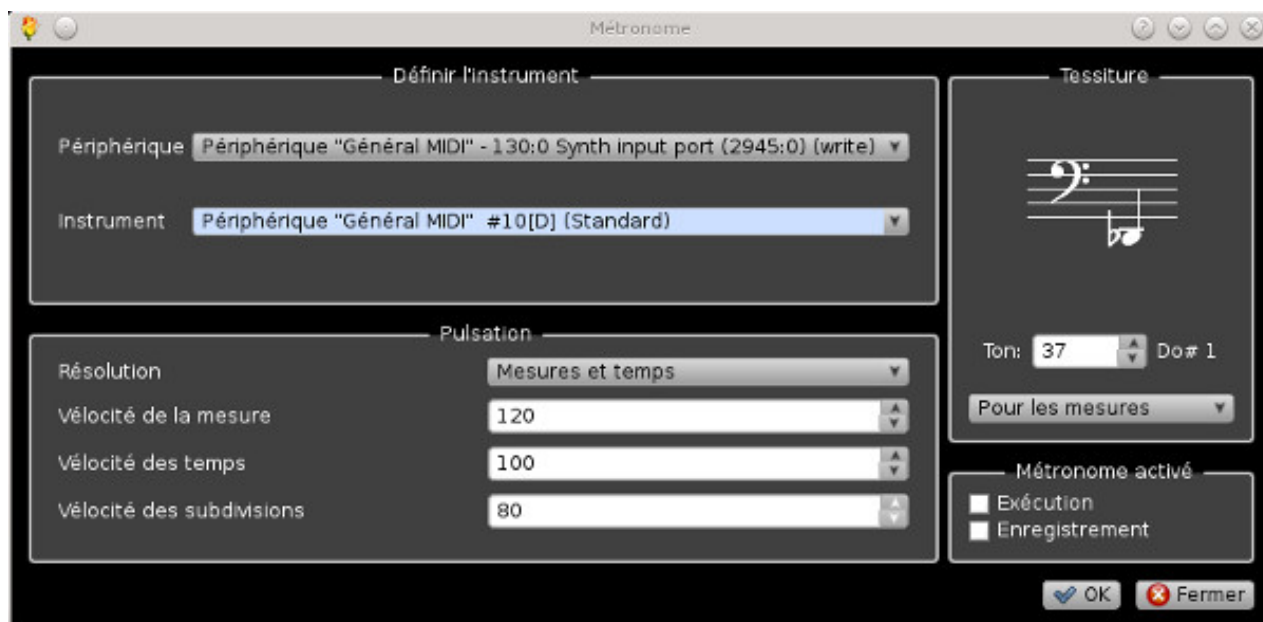 Métronome
Définir l'instrument
Périphérique Périphérique "Général MIDI" - 130:0 Synth input port (2945:0) (write)
Instrument Périphérique "Général MIDI" #10[D] (Standard)
Pulsation
Résolution Mesures et temps
Vélocité de la mesure 120
Vélocité des temps 100
Vélocité des subdivisions 80
Tessiture
Ton: 37 Do# 1
Pour les mesures
Métronome activé
Exécution
Enregistrement
OK Fermer